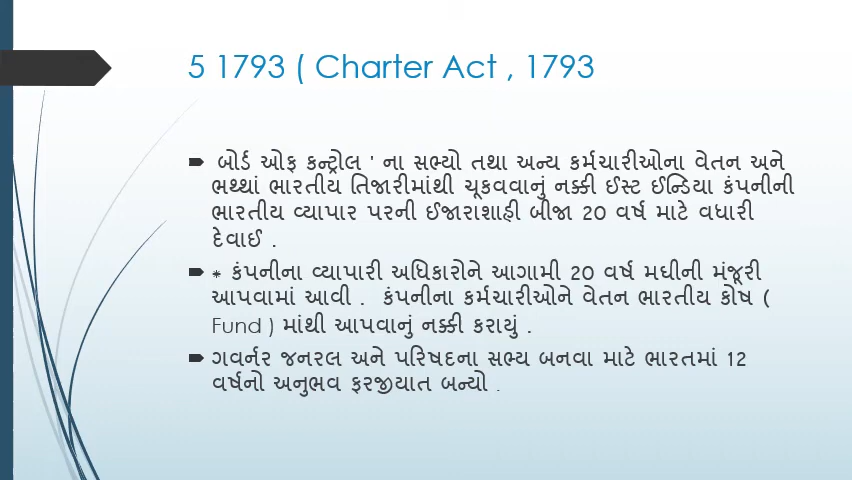 5 1793 ( Charter Act , 1793
બોર્ડ ઓફ કન્ટ્રોલ ' ના સભ્યો તથા અન્ય કર્મચારીઓના વેતન અને
ભથ્થાં ભારતીય તિજારીમાંથી ચૂકવવાનું નક્કી ઈસ્ટ ઈન્ડિયા કંપનીની
ભારતીય વ્યાપાર પરની ઈજારાશાહી બીજા 20 વર્ષ માટે વધારી
દેવાઈ .
* કંપનીના વ્યાપારી અધિકારોને આગામી 20 વર્ષ મધીની મંજૂરી
આપવામાં આવી . કંપનીના કર્મચારીઓને વેતન ભારતીય કોષ (
Fund ) માંથી આપવાનું નક્કી કરાયું .
ગવર્નર જનરલ અને પરિષદના સભ્ય બનવા માટે ભારતમાં 12
વર્ષનો અનુભવ ફરજીયાત બન્યો .